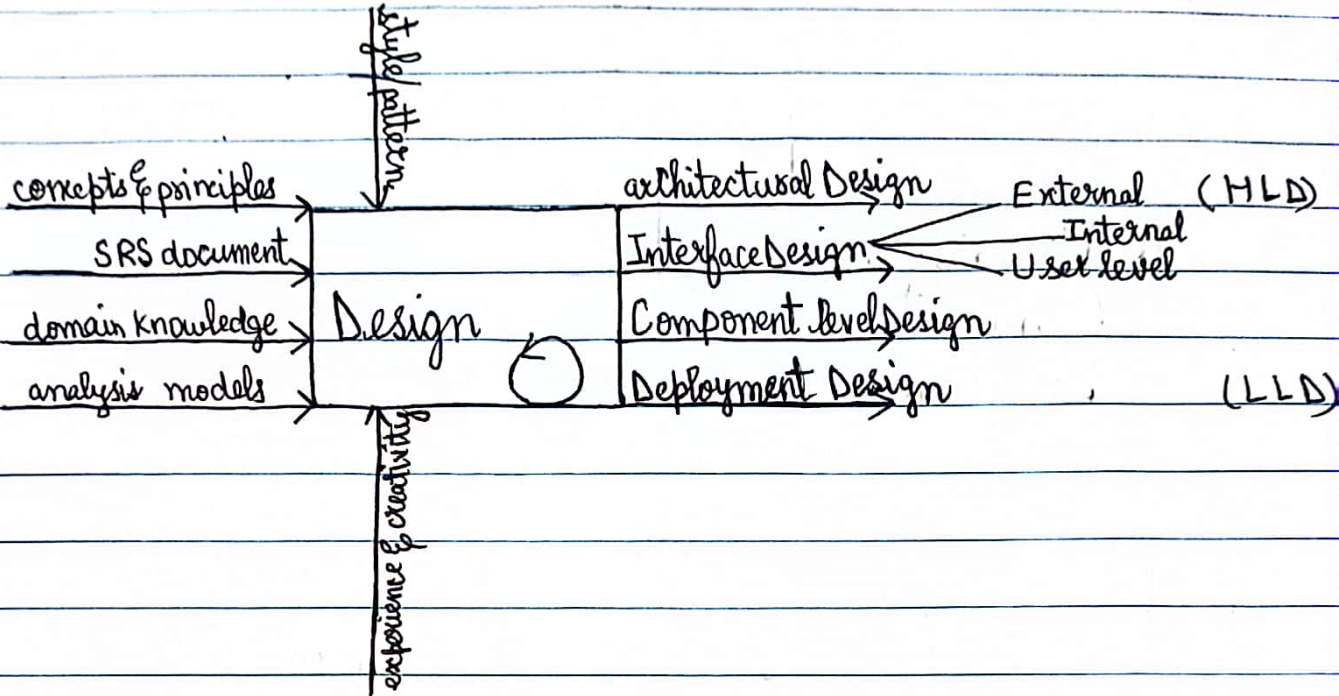 style/pattern
concepts & principles
architectural Design
External (HLD)
SRS document
Interface Design
Internal
User level
domain knowledge
Design
Component level Design
analysis models
Deployment Design
(LLD)
experience & creativity